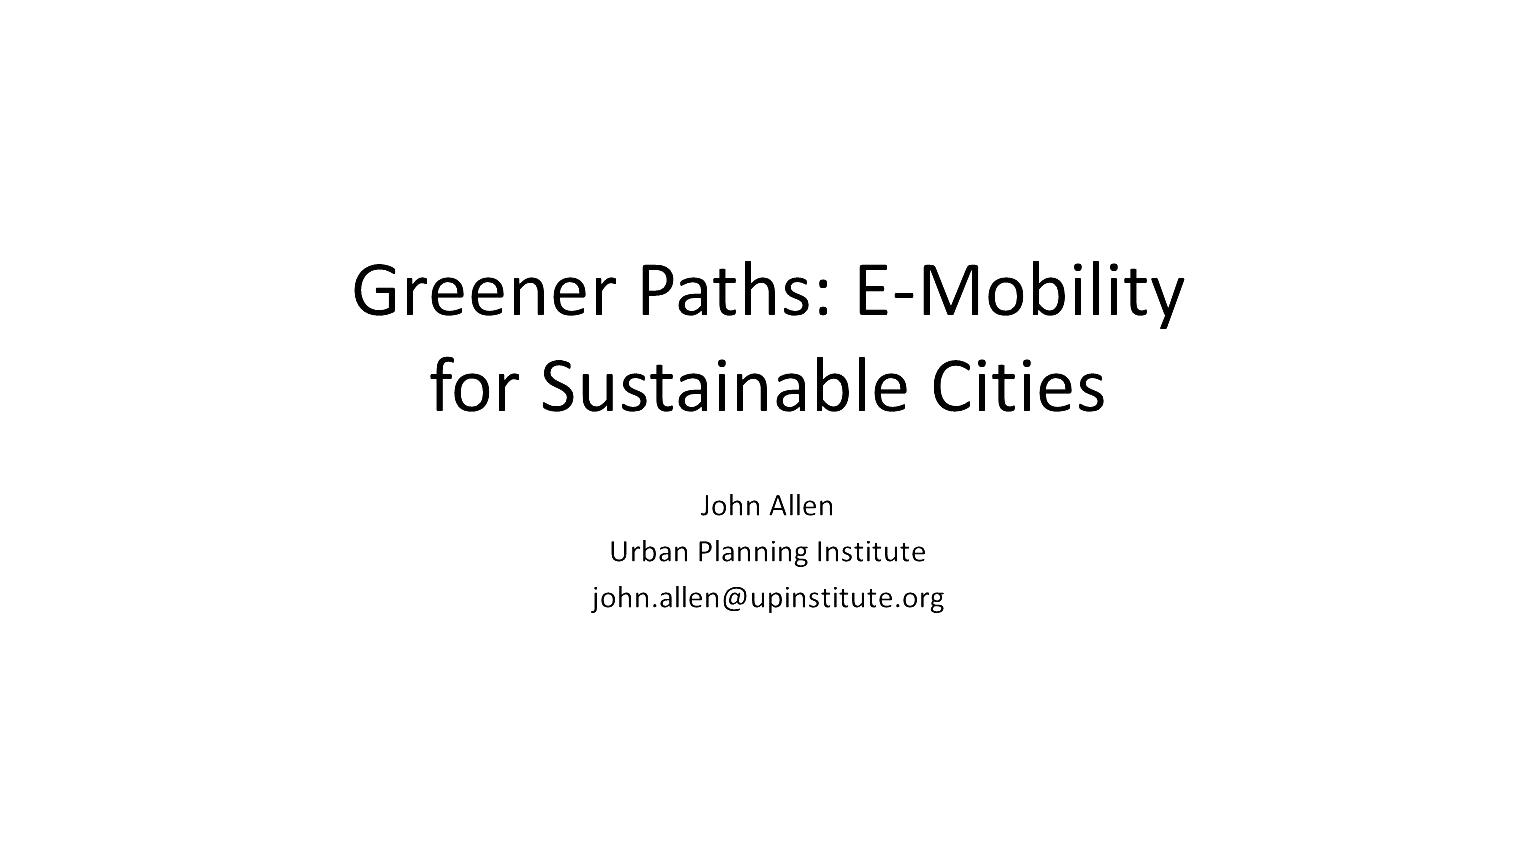 Greener Paths: E-Mobility
for Sustainable Cities
John Allen
Urban Planning Institute
john.allen@upinstitute.org